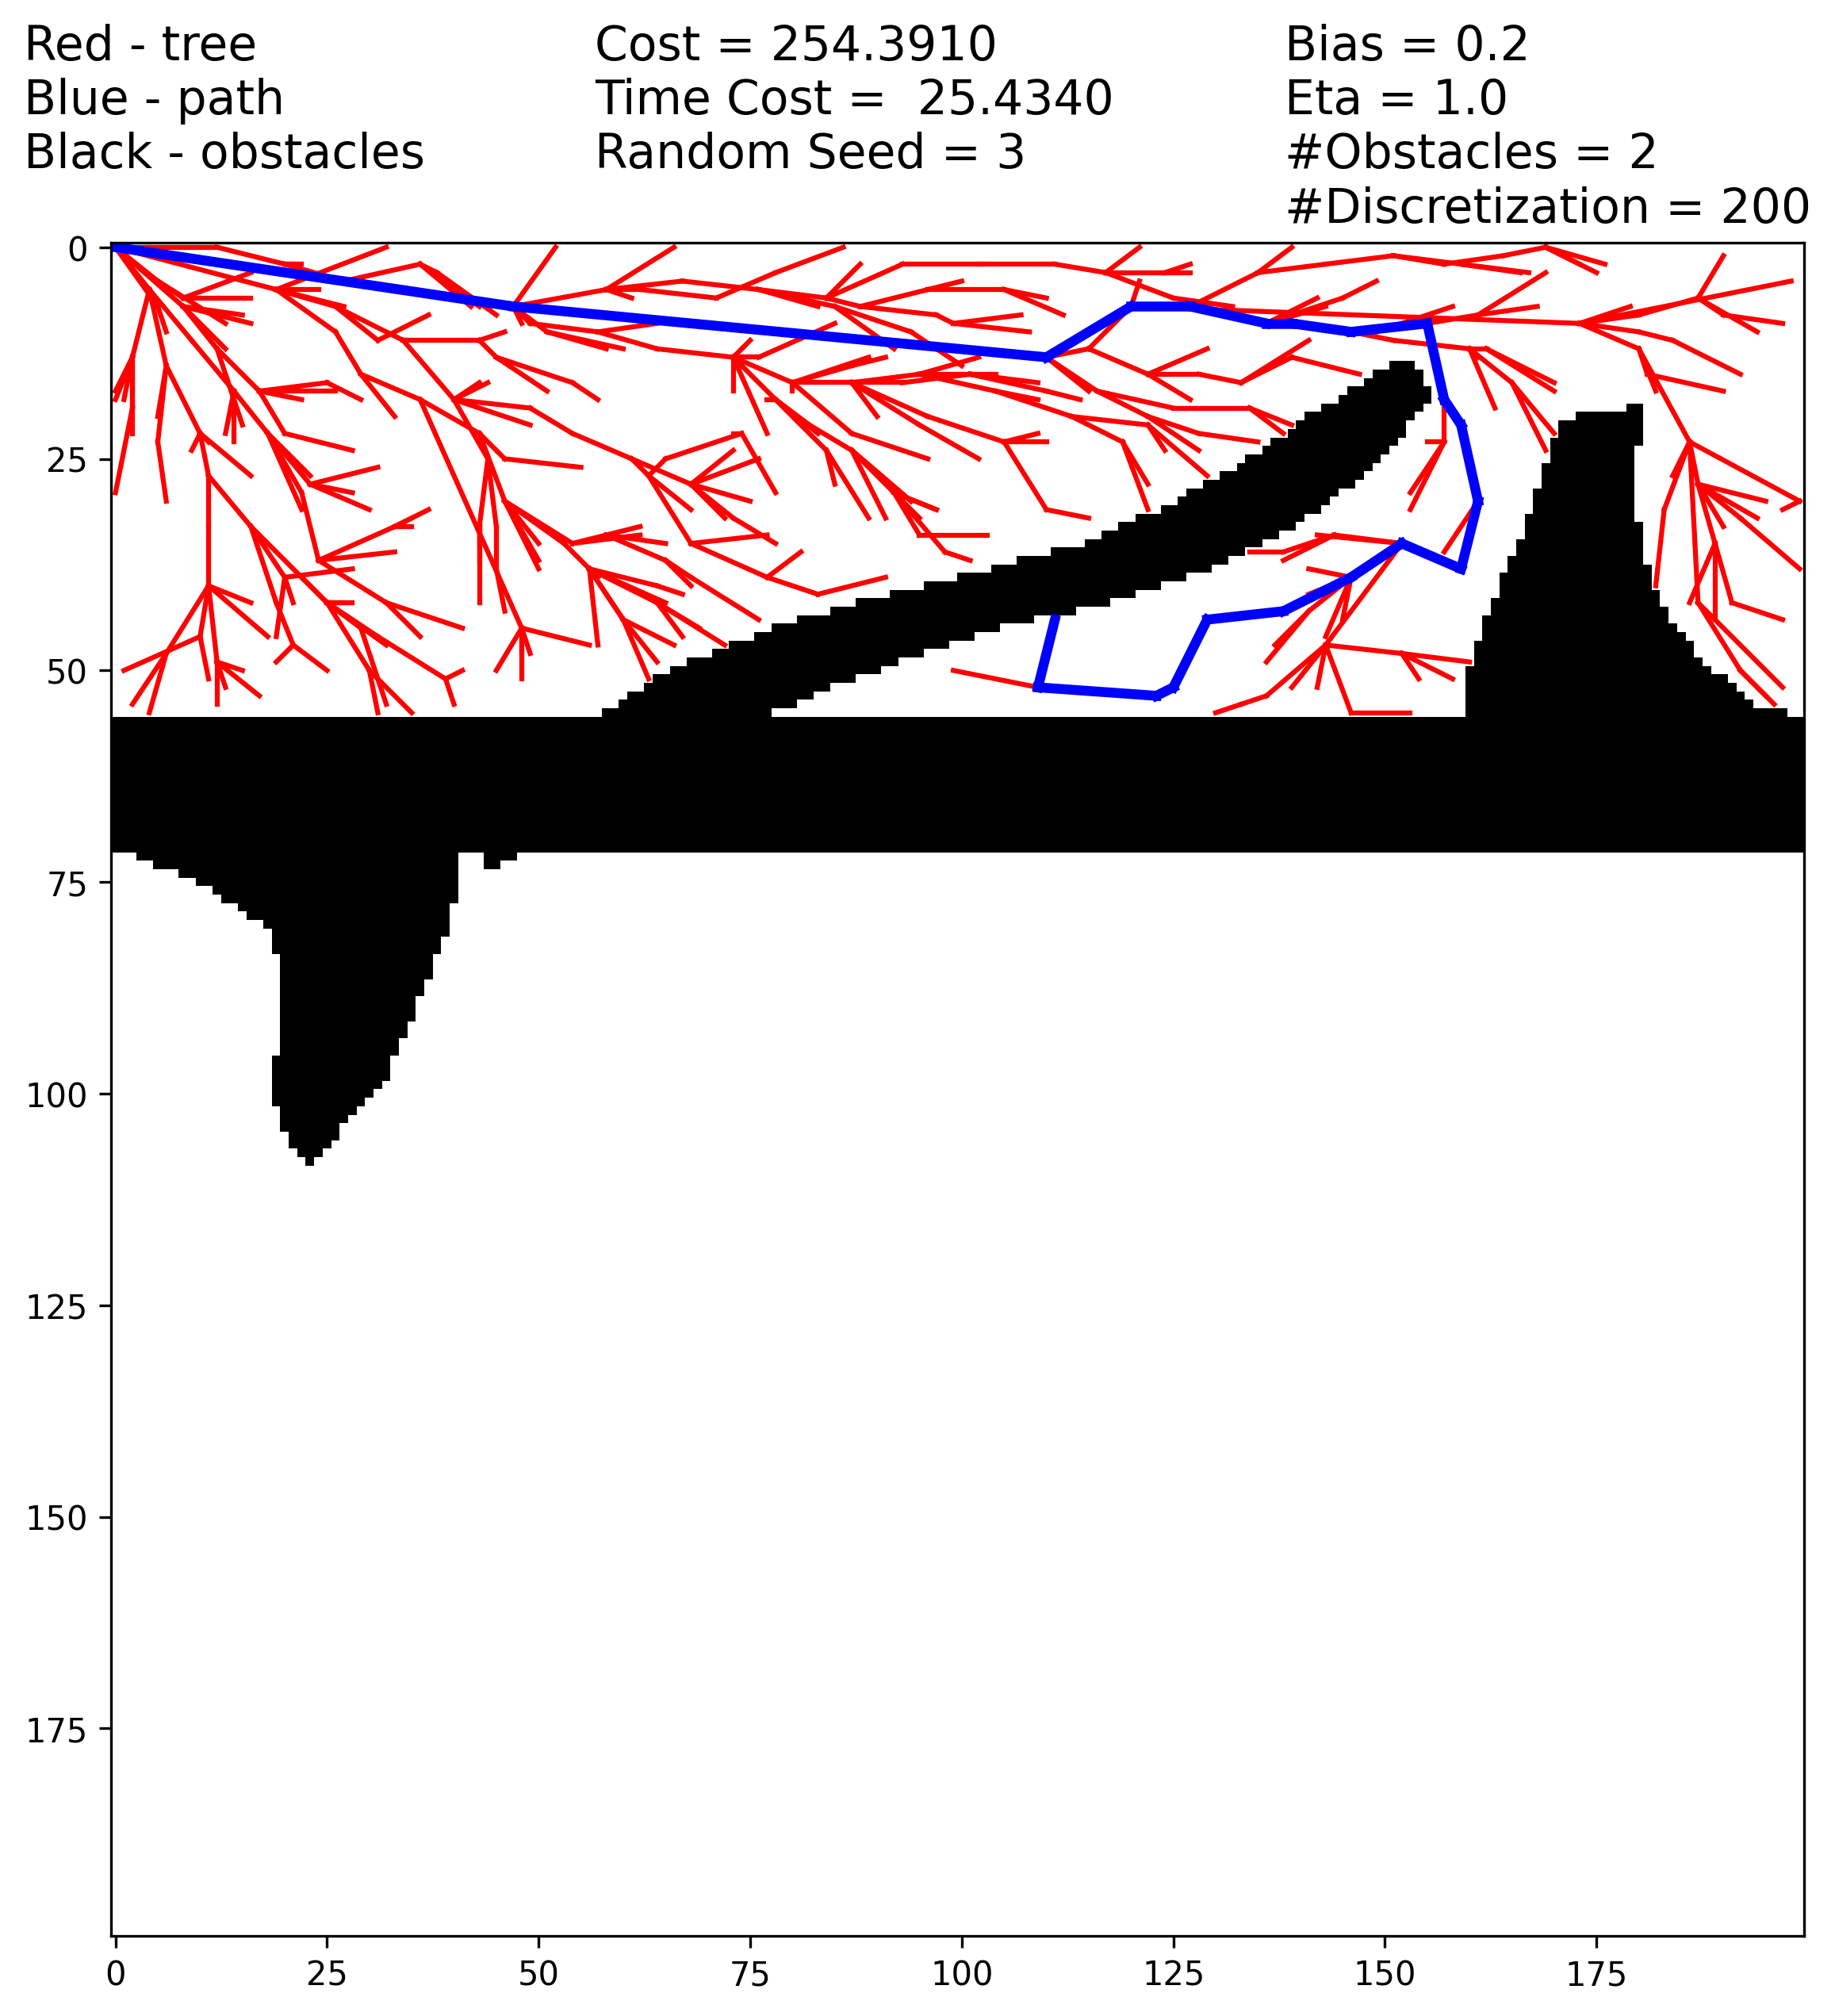 Red - tree
Blue - path
Black - obstacles
Cost = 254.3910
Time Cost =  25.4340
Random Seed = 3
Bias = 0.2
Eta = 1.0
#Obstacles = 2
#Discretization = 200
0
25
50
75
100
125
150
175
0 25 50 75 100 125 150 175